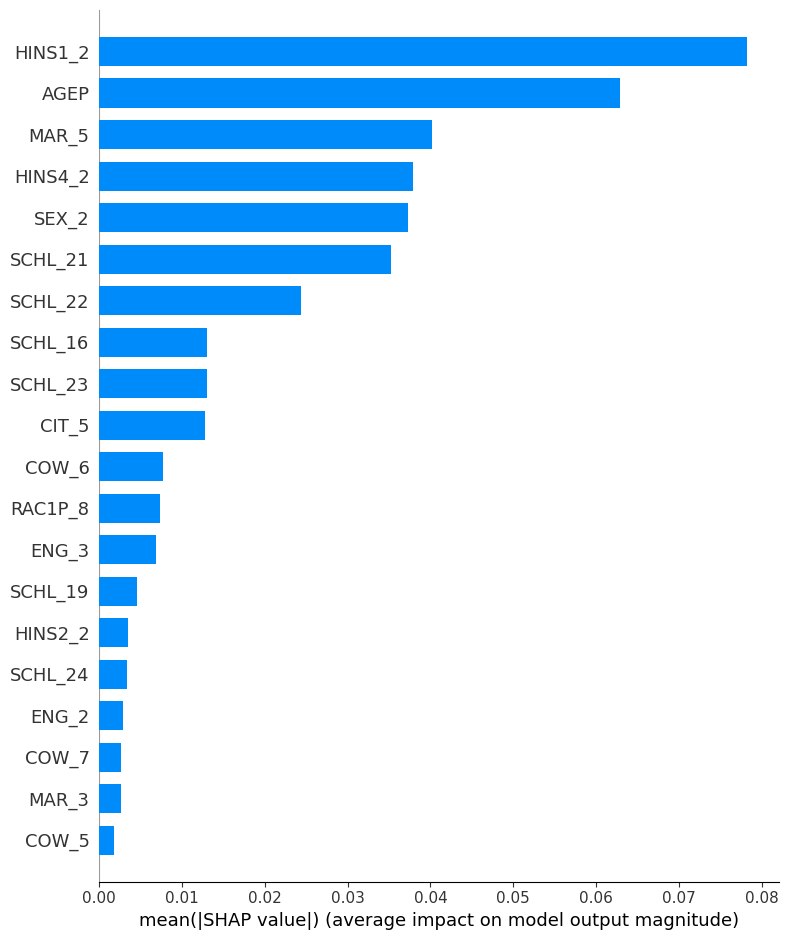 HINS1_2
AGEP
MAR_5
HINS4_2
SEX_2
SCHL_21
SCHL_22
SCHL_16
SCHL_23
CIT_5
COW_6
RAC1P_8
ENG_3
SCHL_19
HINS2_2
SCHL_24
ENG_2
COW_7
MAR_3
COW_5
0.00 0.01 0.02 0.03 0.04 0.05 0.06 0.07 0.08
mean(|SHAP value|) (average impact on model output magnitude)